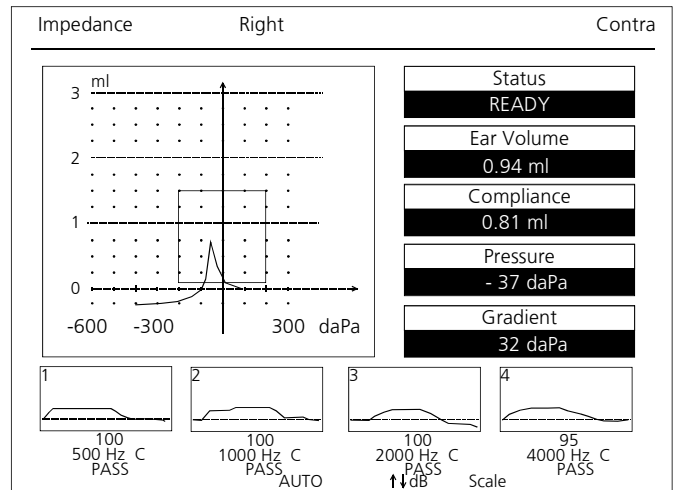 Impedance Right Contra
ml
3
2
1
0
-600 -300 300 daPa
Status
READY
Ear Volume
0.94 ml
Compliance
0.81 ml
Pressure
- 37 daPa
Gradient
32 daPa
1 2 3 4
100 100 100 95
500 Hz C 1000 Hz C 2000 Hz C 4000 Hz C
PASS PASS PASS PASS
AUTO ↑↓dB Scale